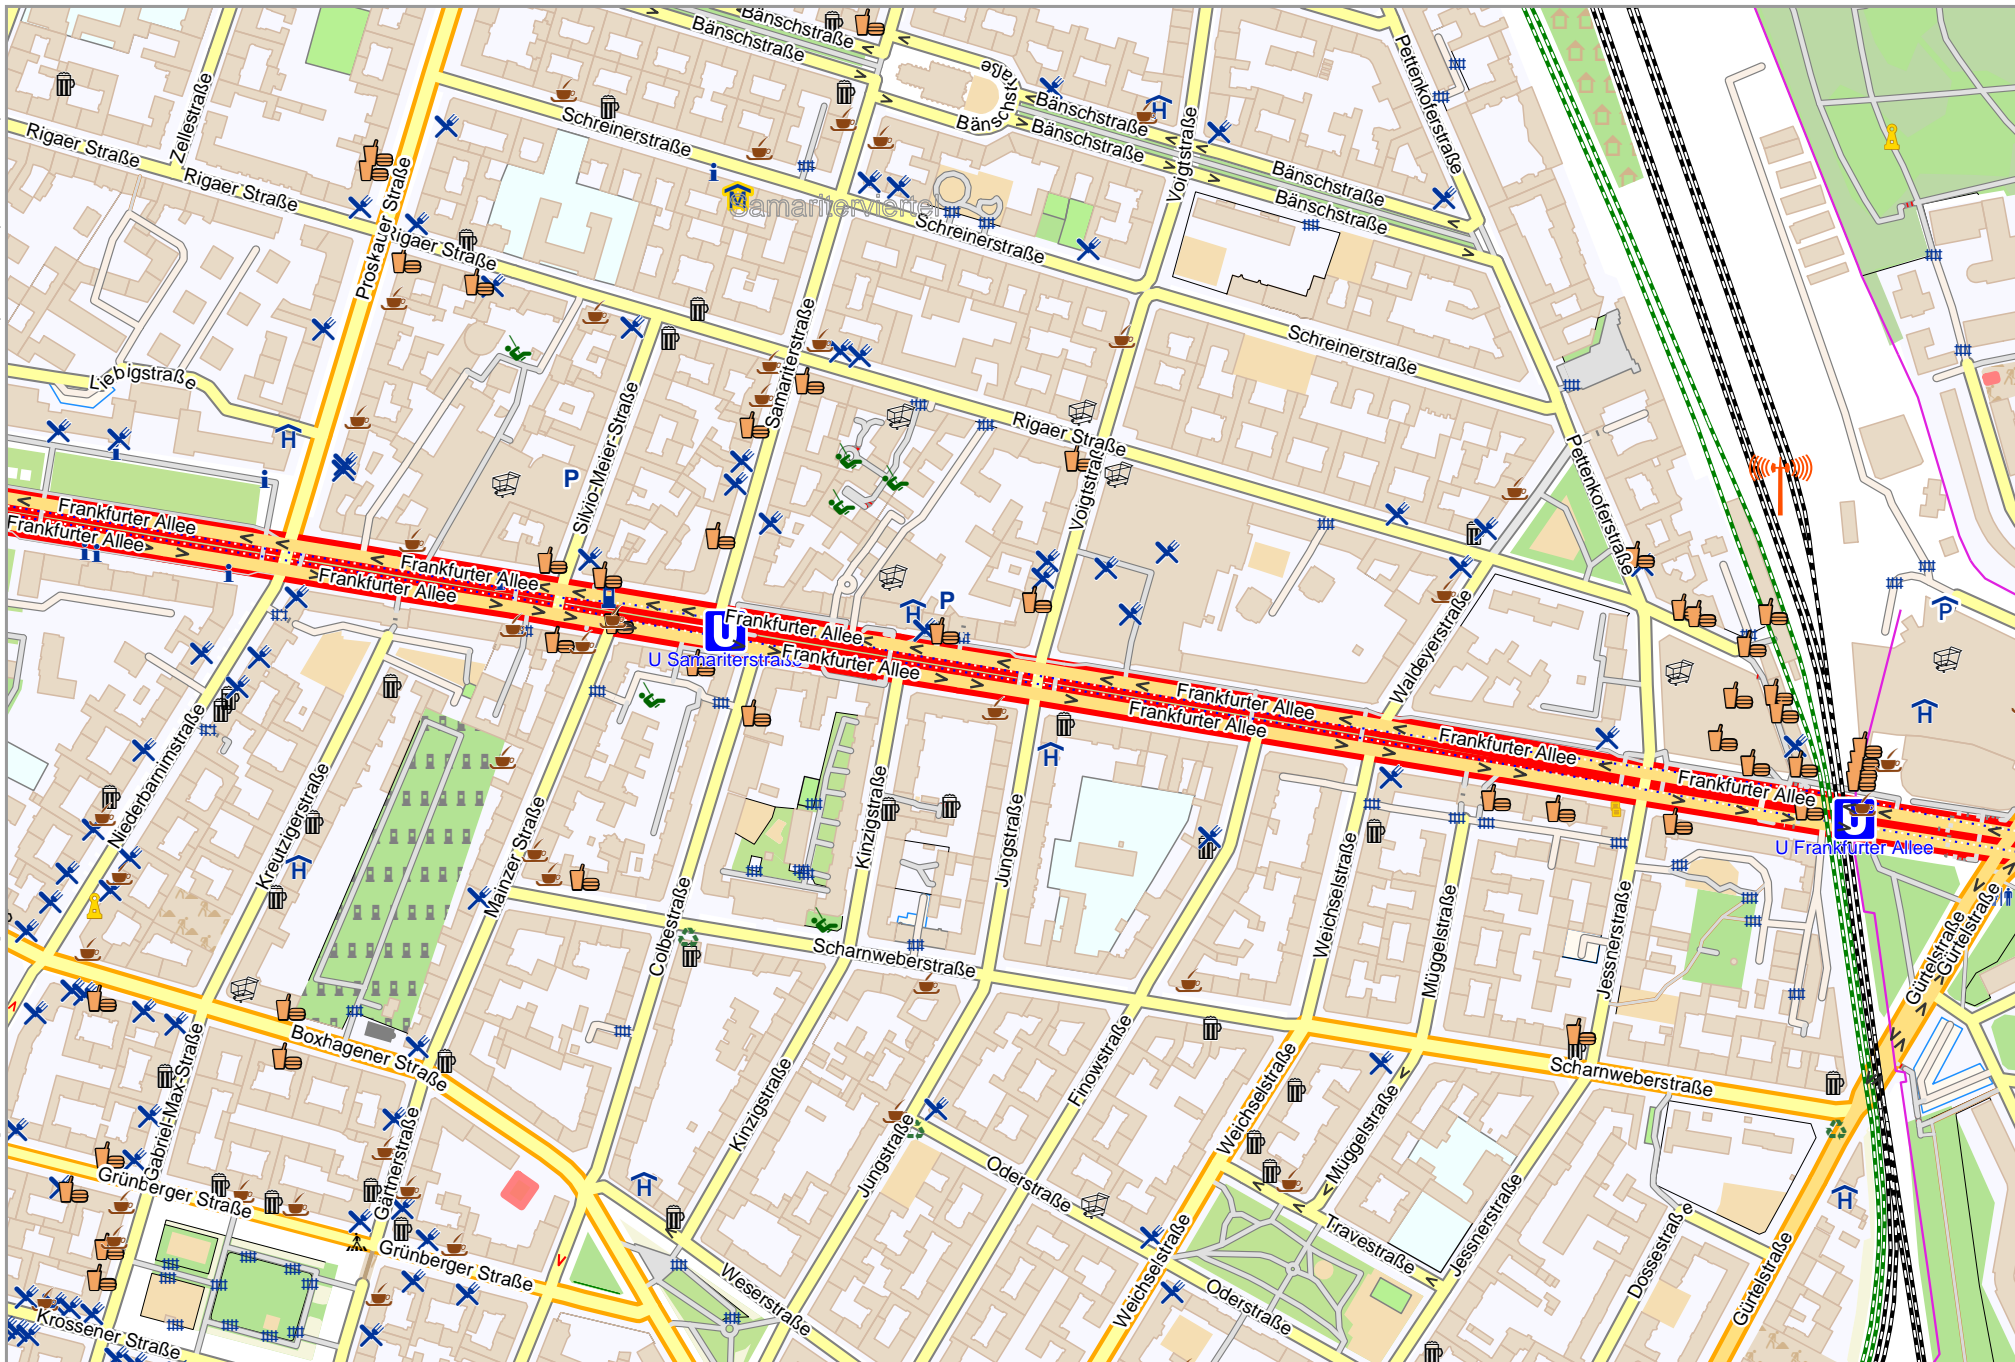 Bänschstraße
Bänschstraße
Bänschstraße
Pettenkoferstraße
Zellestraße
Schreinerstraße
Bänschstraße
Bänschst
Bänschstraße
Voigtstraße
Rigaer Straße
Rigaer Straße
Bänschstraße
Bänschstraße
Samariterviertel
Schreinerstraße
Proskauer Straße
Rigaer Straße
Samariterstraße
Schreinerstraße
Liebigstraße
Silvio-Meier-Straße
Rigaer Straße
Voigtstraße
Pettenkoferstraße
P
Frankfurter Allee
Frankfurter Allee
Frankfurter Allee
Frankfurter Allee
P
P
U
Frankfurter Allee
U Samariterstraße
Frankfurter Allee
Waldeyerstraße
Frankfurter Allee
Frankfurter Allee
Frankfurter Allee
Frankfurter Allee
Niederbarnimstraße
Kreutzigerstraße
Mainzer Straße
Kinzigstraße
Jungstraße
U
U Frankfurter Allee
Colbestraße
Weichselstraße
Müggelstraße
Jessnerstraße
Gürtelstraße
Gürtelstraße
Scharnweberstraße
Boxhagener Straße
Gabriel-Max-Straße
Gärtnerstraße
Kinzigstraße
Finowstraße
Weichselstraße
Scharnweberstraße
Müggelstraße
Jungstraße
Grünberger Straße
Oderstraße
Grünberger Straße
Travestraße
Jessnerstraße
Dossestraße
Gürtelstraße
Weserstraße
Weichselstraße
Oderstraße
Krossener Straße
H
H
H
H
H
H
H
H
H